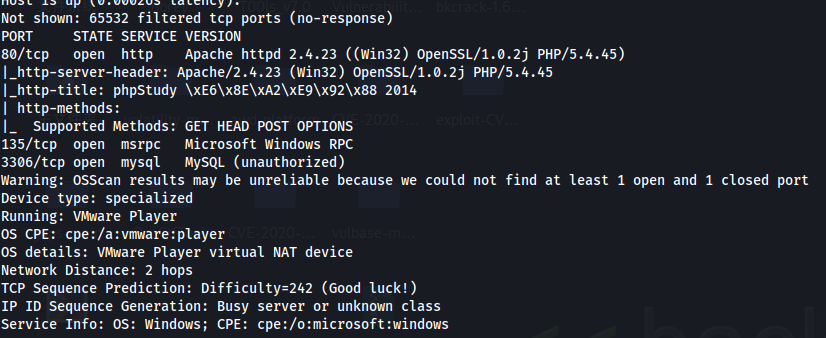 Host is up (0.00026s latency).
Not shown: 65532 filtered tcp ports (no-response)
PORT     STATE SERVICE VERSION
80/tcp   open  http    Apache httpd 2.4.23 ((Win32) OpenSSL/1.0.2j PHP/5.4.45)
|_http-server-header: Apache/2.4.23 (Win32) OpenSSL/1.0.2j PHP/5.4.45
|_http-title: phpStudy \xE6\x8E\xA2\xE9\x92\x88 2014
| http-methods:
|_  Supported Methods: GET HEAD POST OPTIONS
135/tcp  open  msrpc   Microsoft Windows RPC
3306/tcp open  mysql   MySQL (unauthorized)
Warning: OSScan results may be unreliable because we could not find at least 1 open and 1 closed port
Device type: specialized
Running: VMware Player
OS CPE: cpe:/a:vmware:player
OS details: VMware Player virtual NAT device
Network Distance: 2 hops
TCP Sequence Prediction: Difficulty=242 (Good luck!)
IP ID Sequence Generation: Busy server or unknown class
Service Info: OS: Windows; CPE: cpe:/o:microsoft:windows